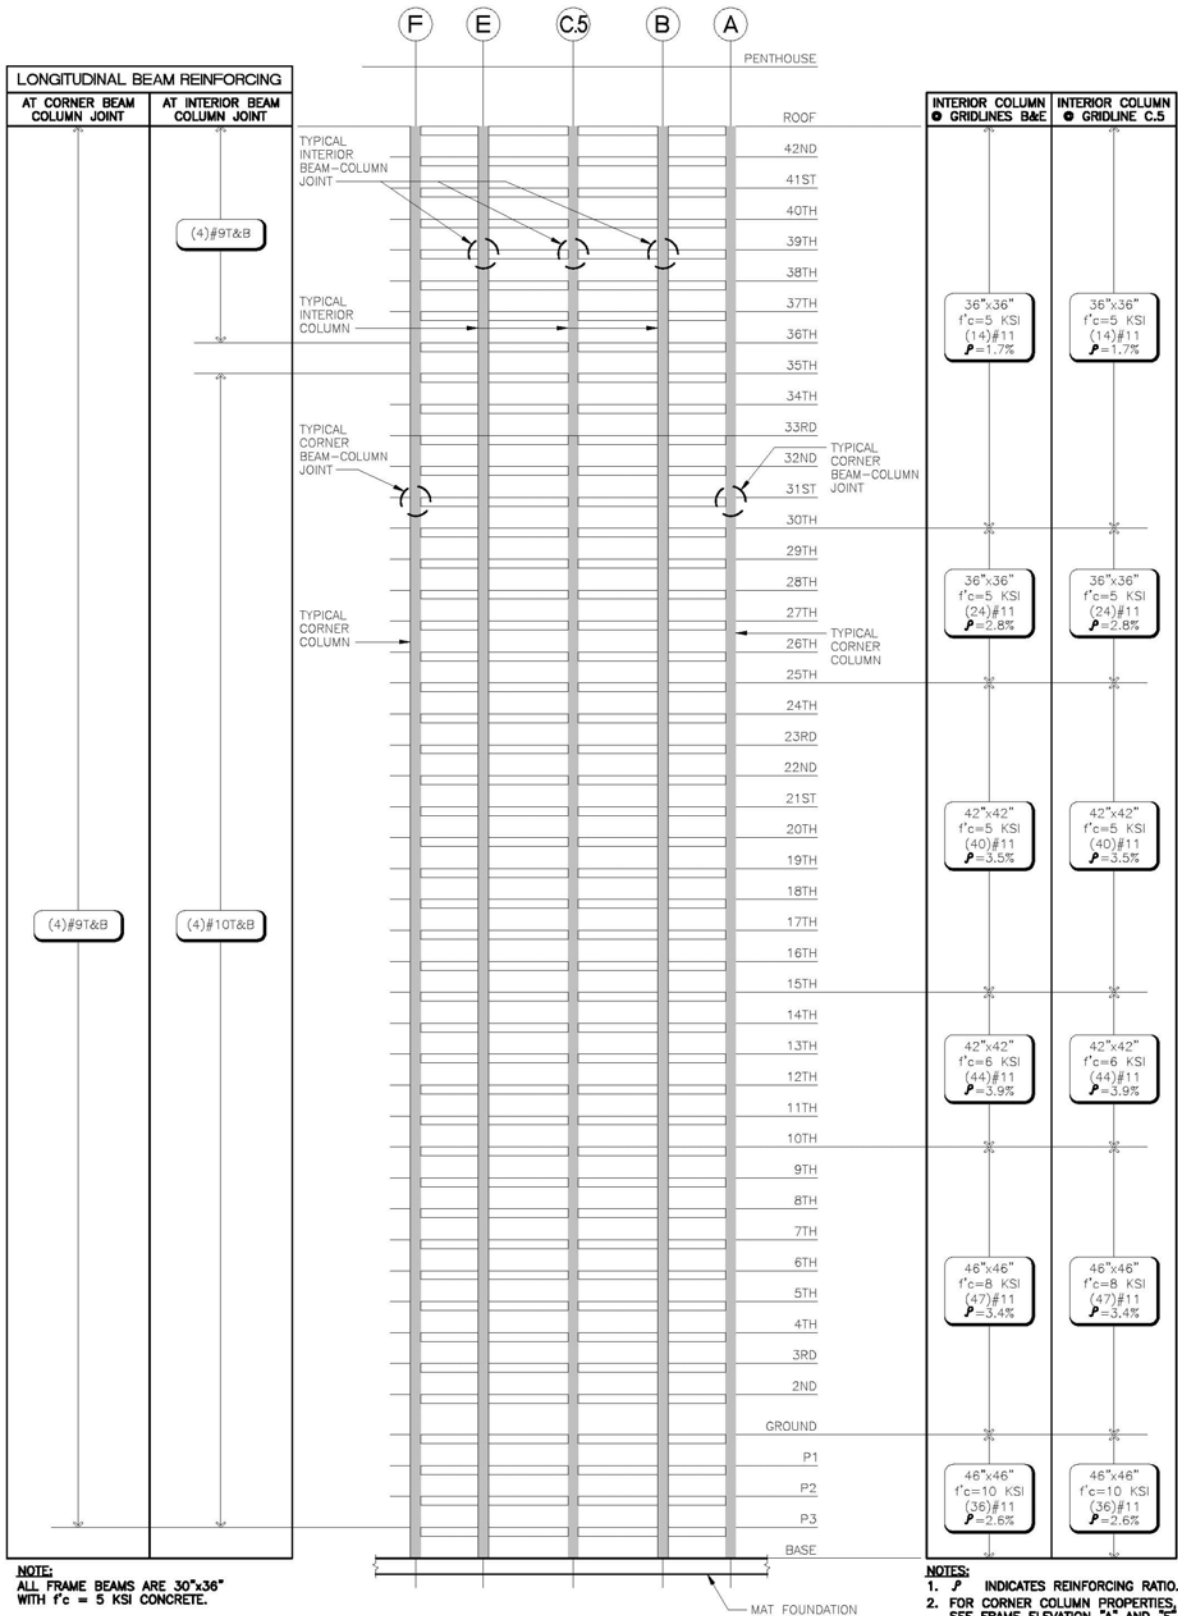 F
E
C.5
B
A
PENTHOUSE
LONGITUDINAL BEAM REINFORCING
AT CORNER BEAM
COLUMN JOINT
AT INTERIOR BEAM
COLUMN JOINT
(4)#9T&B
(4)#9T&B
(4)#10T&B
NOTE:
ALL FRAME BEAMS ARE 30"x36"
WITH f'c = 5 KSI CONCRETE.
TYPICAL
INTERIOR
BEAM-COLUMN
JOINT
TYPICAL
INTERIOR
COLUMN
TYPICAL
CORNER
BEAM-COLUMN
JOINT
TYPICAL
CORNER
COLUMN
ROOF
42ND
41ST
40TH
39TH
38TH
37TH
36TH
35TH
34TH
33RD
32ND
31ST
30TH
29TH
28TH
27TH
26TH
25TH
24TH
23RD
22ND
21ST
20TH
19TH
18TH
17TH
16TH
15TH
14TH
13TH
12TH
11TH
10TH
9TH
8TH
7TH
6TH
5TH
4TH
3RD
2ND
GROUND
P1
P2
P3
BASE
MAT FOUNDATION
TYPICAL
CORNER
BEAM-COLUMN
JOINT
TYPICAL
CORNER
COLUMN
INTERIOR COLUMN
@ GRIDLINES B&E
INTERIOR COLUMN
@ GRIDLINE C.5
36"x36"
f'c=5 KSI
(14)#11
ρ=1.7%
36"x36"
f'c=5 KSI
(14)#11
ρ=1.7%
36"x36"
f'c=5 KSI
(24)#11
ρ=2.8%
36"x36"
f'c=5 KSI
(24)#11
ρ=2.8%
42"x42"
f'c=5 KSI
(40)#11
ρ=3.5%
42"x42"
f'c=5 KSI
(40)#11
ρ=3.5%
42"x42"
f'c=6 KSI
(44)#11
ρ=3.9%
42"x42"
f'c=6 KSI
(44)#11
ρ=3.9%
46"x46"
f'c=8 KSI
(47)#11
ρ=3.4%
46"x46"
f'c=8 KSI
(47)#11
ρ=3.4%
46"x46"
f'c=10 KSI
(36)#11
ρ=2.6%
46"x46"
f'c=10 KSI
(36)#11
ρ=2.6%
NOTES:
1. ρ INDICATES REINFORCING RATIO.
2. FOR CORNER COLUMN PROPERTIES,
SEE FRAME ELEVATION "A" AND "F"